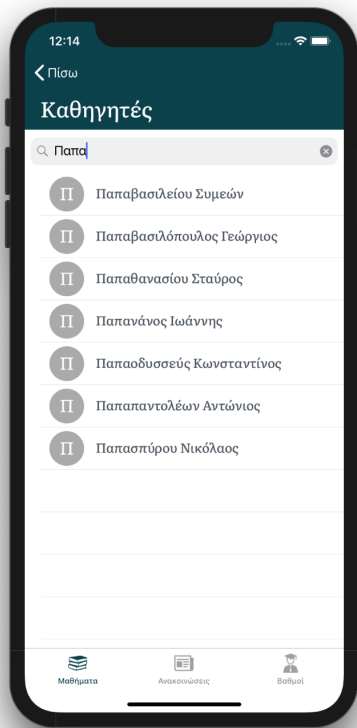 12:14
Πίσω
Καθηγητές
Παπα
Π Παπαβασιλείου Συμεών
Π Παπαβασιλόπουλος Γεώργιος
Π Παπαθανασίου Σταύρος
Π Παπανάνος Ιωάννης
Π Παπαοδυσσεύς Κωνσταντίνος
Π Παπαπαντολέων Αντώνιος
Π Παπασπύρου Νικόλαος
Μαθήματα Ανακοινώσεις Βαθμοί